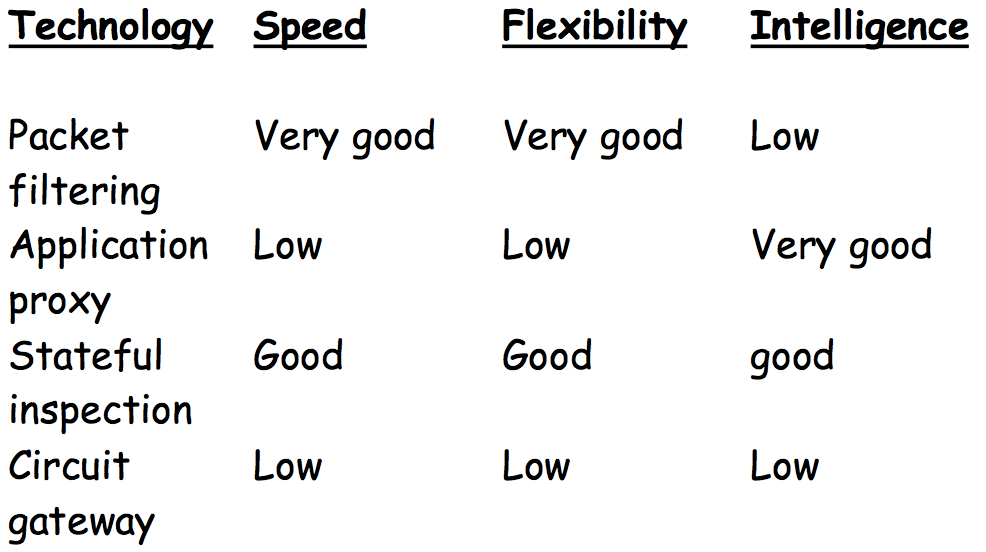 Technology Speed Flexibility Intelligence
Packet Very good Very good Low
filtering
Application Low Low Very good
proxy
Stateful Good Good good
inspection
Circuit Low Low Low
gateway